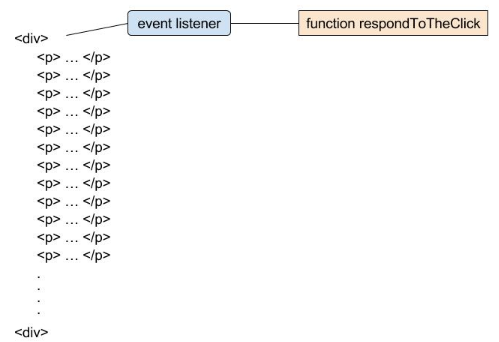 event listener
function respondToTheClick
<div>
<p> ... </p>
<p> ... </p>
<p> ... </p>
<p> ... </p>
<p> ... </p>
<p> ... </p>
<p> ... </p>
<p> ... </p>
<p> ... </p>
<p> ... </p>
<p> ... </p>
<p> ... </p>
.
.
.
.
<div>